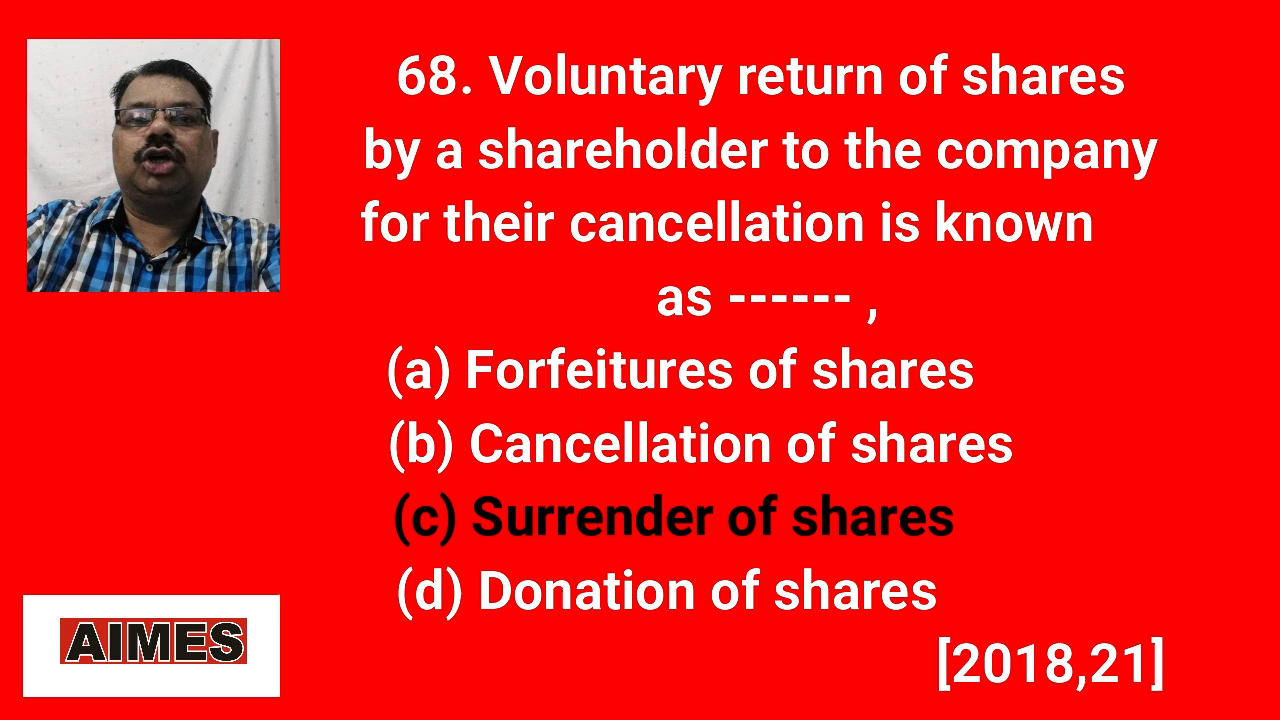 68. Voluntary return of shares
by a shareholder to the company
for their cancellation is known
as ------ ,
(a) Forfeitures of shares
(b) Cancellation of shares
(c) Surrender of shares
(d) Donation of shares
[2018,21]
AIMES